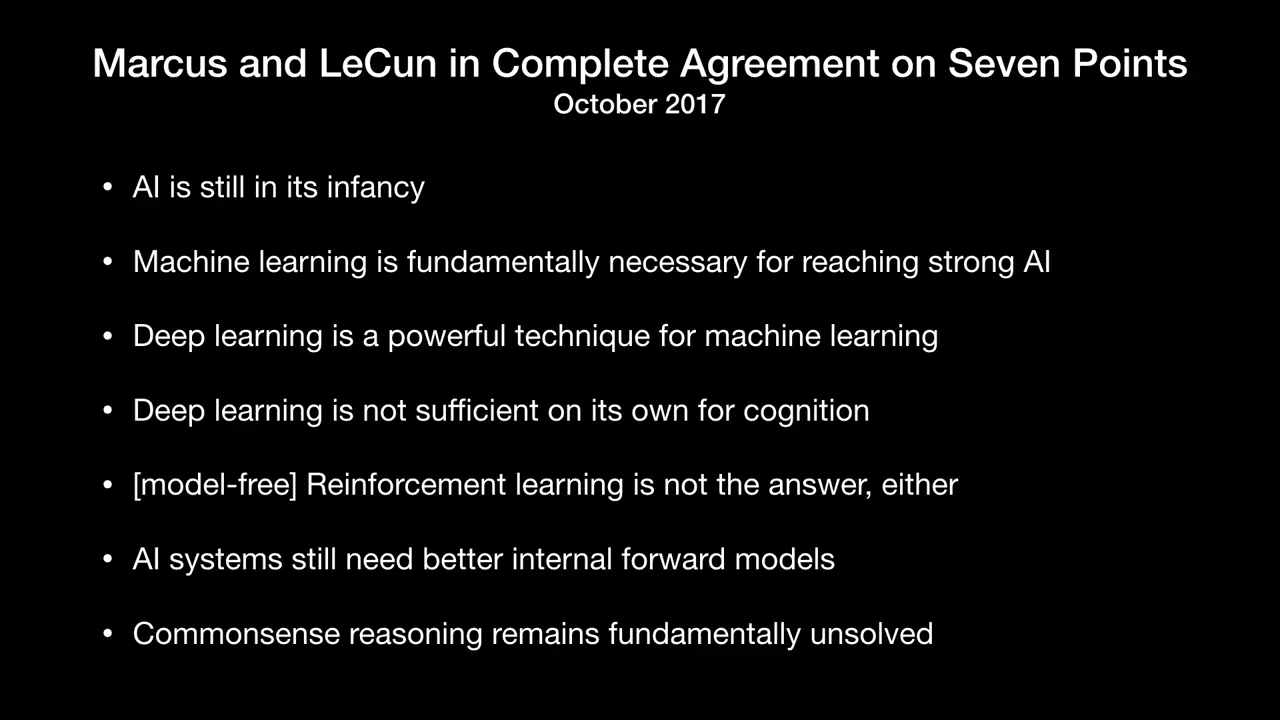 Marcus and LeCun in Complete Agreement on Seven Points
October 2017
• AI is still in its infancy
• Machine learning is fundamentally necessary for reaching strong AI
• Deep learning is a powerful technique for machine learning
• Deep learning is not sufficient on its own for cognition
• [model-free] Reinforcement learning is not the answer, either
• AI systems still need better internal forward models
• Commonsense reasoning remains fundamentally unsolved